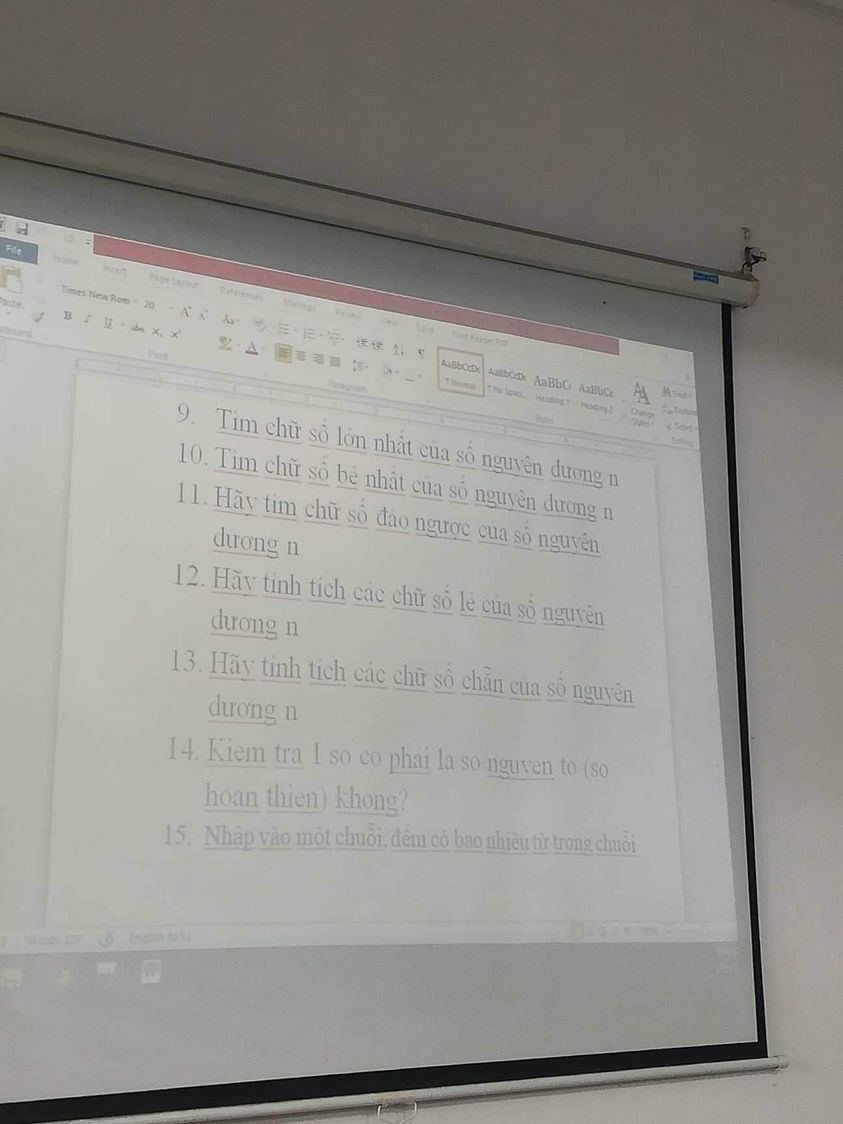 File
Home Insert Page Layout References Mailings Review View
Paste
Times New Rom 20
B I U abc x₂ x²
Font
Paragraph
AaBbCcDc AaBbCcDc AaBbC AaBbCc
¶ Normal ¶ No Spaci... Heading 1 Heading 2
Change Styles
Styles
Find
Replace
Select
Editing
9. Tìm chữ số lớn nhất của số nguyên dương n
10. Tìm chữ số bé nhất của số nguyên dương n
11. Hãy tìm chữ số đảo ngược của số nguyên
dương n
12. Hãy tính tích các chữ số lẻ của số nguyên
dương n
13. Hãy tính tích các chữ số chẵn của số nguyên
dương n
14. Kiem tra 1 so co phai la so nguyen to (so
hoan thien) khong?
15. Nhập vào một chuỗi, đếm có bao nhiêu từ trong chuỗi
Words: 237 English (U.S.)